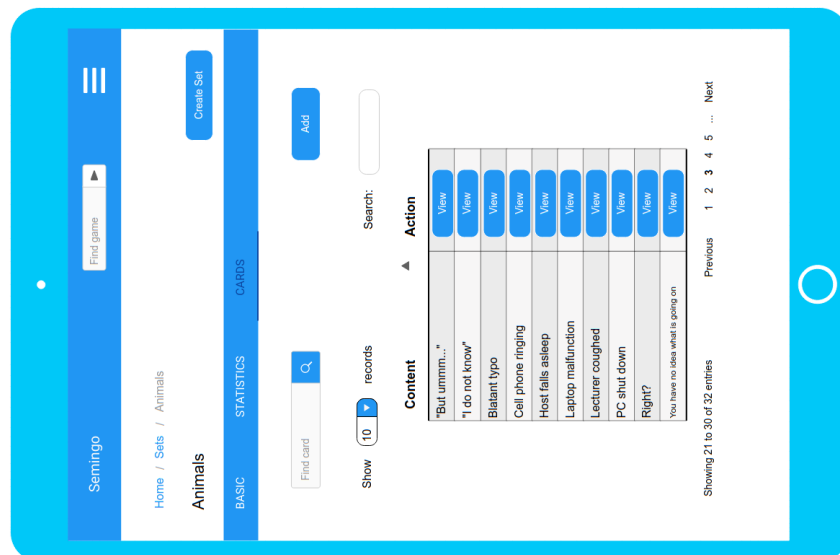 Semingo Find game
Home / Sets / Animals
Animals Create Set
BASIC STATISTICS CARDS
Find card Add
Show 10 records Search:
Content Action
"But ummm..." View
"I do not know" View
Blatant typo View
Cell phone ringing View
Host falls asleep View
Laptop malfunction View
Lecturer coughed View
PC shut down View
Right? View
You have no idea what is going on View
Showing 21 to 30 of 32 entries Previous 1 2 3 4 5 ... Next